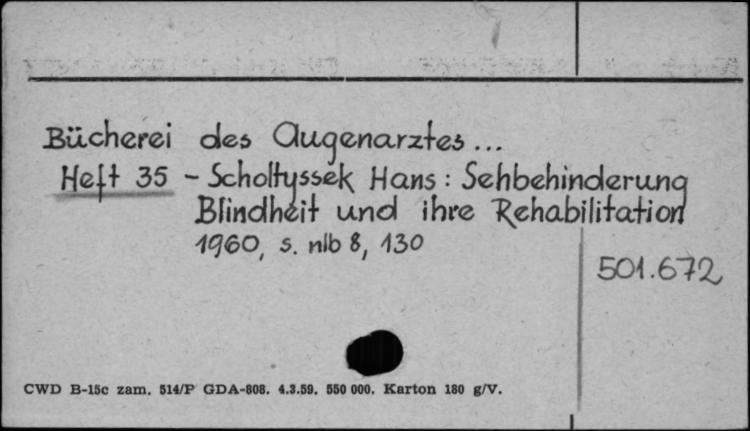 Bücherei des Augenarztes...
Heft 35 - Scholtyssek Hans: Sehbehinderung
Blindheit und ihre Rehabilitation
1960, s. nlb 8, 130
501.672
CWD B-15c zam. 514/P GDA-808. 4.3.59. 550 000. Karton 180 g/V.